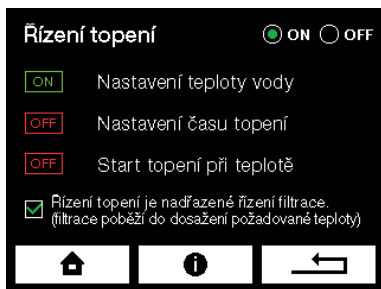 Řízení topení ON OFF
ON Nastavení teploty vody
OFF Nastavení času topení
OFF Start topení při teplotě
Řízení topení je nadřazené řízení filtrace.
(filtrace poběží do dosažení požadované teploty)